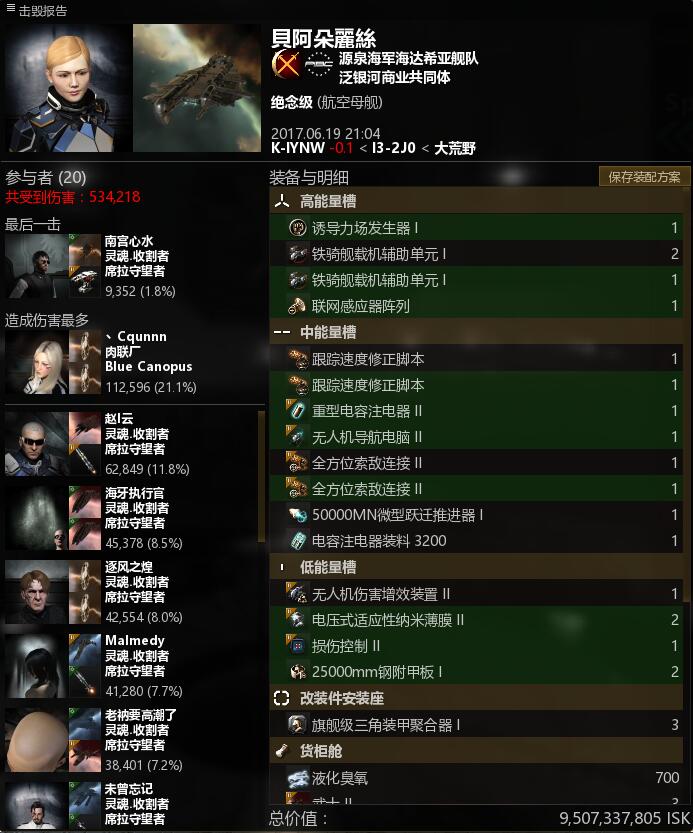 击毁报告
貝阿朵麗絲
源泉海军海达希亚舰队
泛银河商业共同体
绝念级 (航空母舰)
2017.06.19 21:04
K-IYNW -0.1 < I3-2J0 < 大荒野
参与者 (20)
共受到伤害：534,218
最后一击
南宫心水
灵魂.收割者
席拉守望者
9,352 (1.8%)
造成伤害最多
丶Cqunnn
肉联厂
Blue Canopus
112,596 (21.1%)
赵I云
灵魂.收割者
席拉守望者
62,849 (11.8%)
海牙执行官
灵魂.收割者
席拉守望者
45,378 (8.5%)
逐风之煌
灵魂.收割者
席拉守望者
42,554 (8.0%)
Malmedy
灵魂.收割者
席拉守望者
41,280 (7.7%)
老衲要高潮了
灵魂.收割者
席拉守望者
38,401 (7.2%)
未曾忘记
灵魂.收割者
席拉守望者
装备与明细
保存装配方案
高能量槽
诱导力场发生器 I 1
铁骑舰载机辅助单元 I 2
铁骑舰载机辅助单元 I 1
联网感应器阵列 1
中能量槽
跟踪速度修正脚本 1
跟踪速度修正脚本 1
重型电容注电器 II 1
无人机导航电脑 II 1
全方位索敌连接 II 1
全方位索敌连接 II 1
50000MN微型跃迁推进器 I 1
电容注电器装料 3200 1
低能量槽
无人机伤害增效装置 II 1
电压式适应性纳米薄膜 II 2
损伤控制 II 1
25000mm钢附甲板 I 2
改装件安装座
旗舰级三角装甲聚合器 I 3
货柜舱
液化臭氧 700
武士 II 3
总价值： 9,507,337,805 ISK